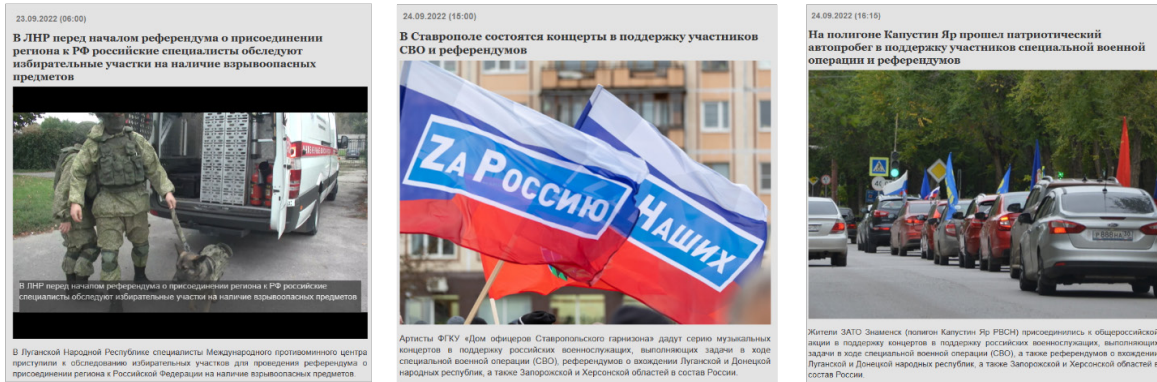 23.09.2022 (06:00)
В ЛНР перед началом референдума о присоединении
региона к РФ российские специалисты обследуют
избирательные участки на наличие взрывоопасных
предметов
В ЛНР перед началом референдума о присоединении региона к РФ российские
специалисты обследуют избирательные участки на наличие взрывоопасных предметов
В Луганской Народной Республике специалисты Международного противоминного центра
приступили к обследованию избирательных участков для проведения референдума о
присоединении региона к Российской Федерации на наличие взрывоопасных предметов.
24.09.2022 (15:00)
В Ставрополе состоятся концерты в поддержку участников
СВО и референдумов
Zа Россию
Наших
Артисты ФГКУ «Дом офицеров Ставропольского гарнизона» дадут серию музыкальных
концертов в поддержку российских военнослужащих, выполняющих задачи в ходе
специальной военной операции (СВО), референдумов о вхождении Луганской и Донецкой
народных республик, а также Запорожской и Херсонской областей в состав России.
24.09.2022 (16:15)
На полигоне Капустин Яр прошел патриотический
автопробег в поддержку участников специальной военной
операции и референдумов
Жители ЗАТО Знаменск (полигон Капустин Яр РВСН) присоединились к общероссийской
акции в поддержку концертов в поддержку российских военнослужащих, выполняющих
задачи в ходе специальной военной операции (СВО), а также референдумов о вхождении
Луганской и Донецкой народных республик, а также Запорожской и Херсонской областей в
состав России.